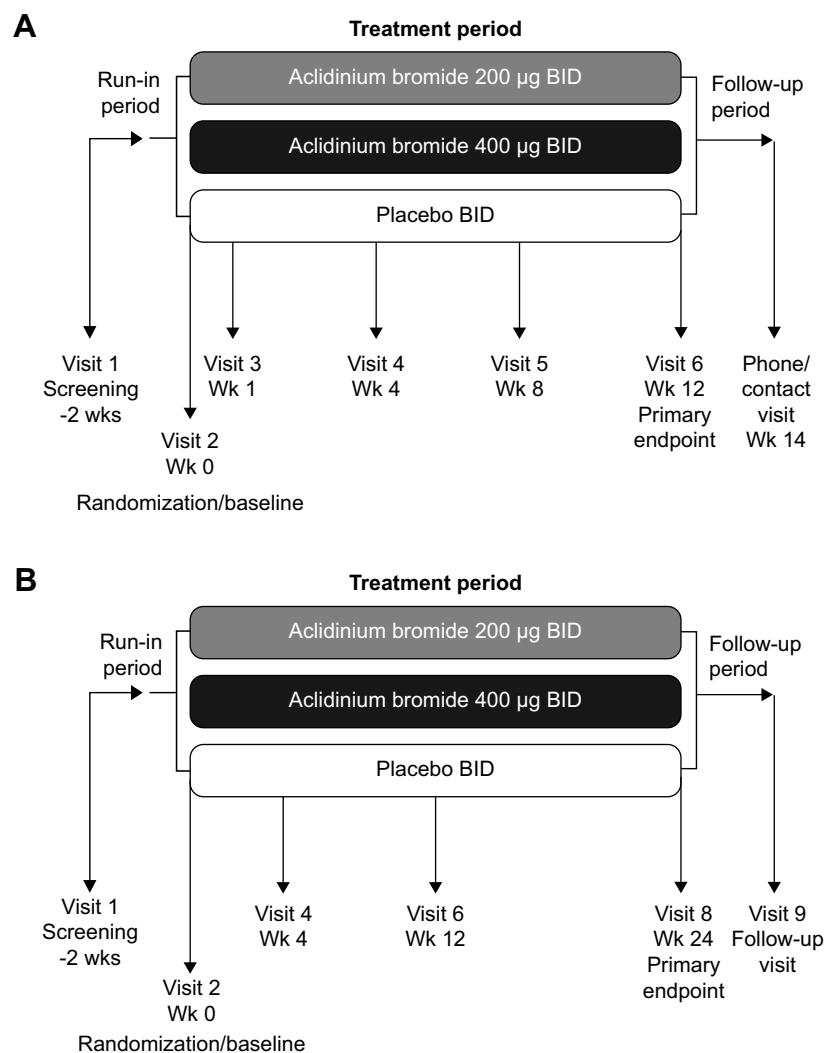 A
Treatment period
Run-in
period
Aclidinium bromide 200 µg BID
Aclidinium bromide 400 µg BID
Placebo BID
Follow-up
period
Visit 1
Screening
-2 wks
Visit 2
Wk 0
Randomization/baseline
Visit 3
Wk 1
Visit 4
Wk 4
Visit 5
Wk 8
Visit 6
Wk 12
Primary
endpoint
Phone/
contact
visit
Wk 14
B
Treatment period
Run-in
period
Aclidinium bromide 200 µg BID
Aclidinium bromide 400 µg BID
Placebo BID
Follow-up
period
Visit 1
Screening
-2 wks
Visit 2
Wk 0
Randomization/baseline
Visit 4
Wk 4
Visit 6
Wk 12
Visit 8
Wk 24
Primary
endpoint
Visit 9
Follow-up
visit